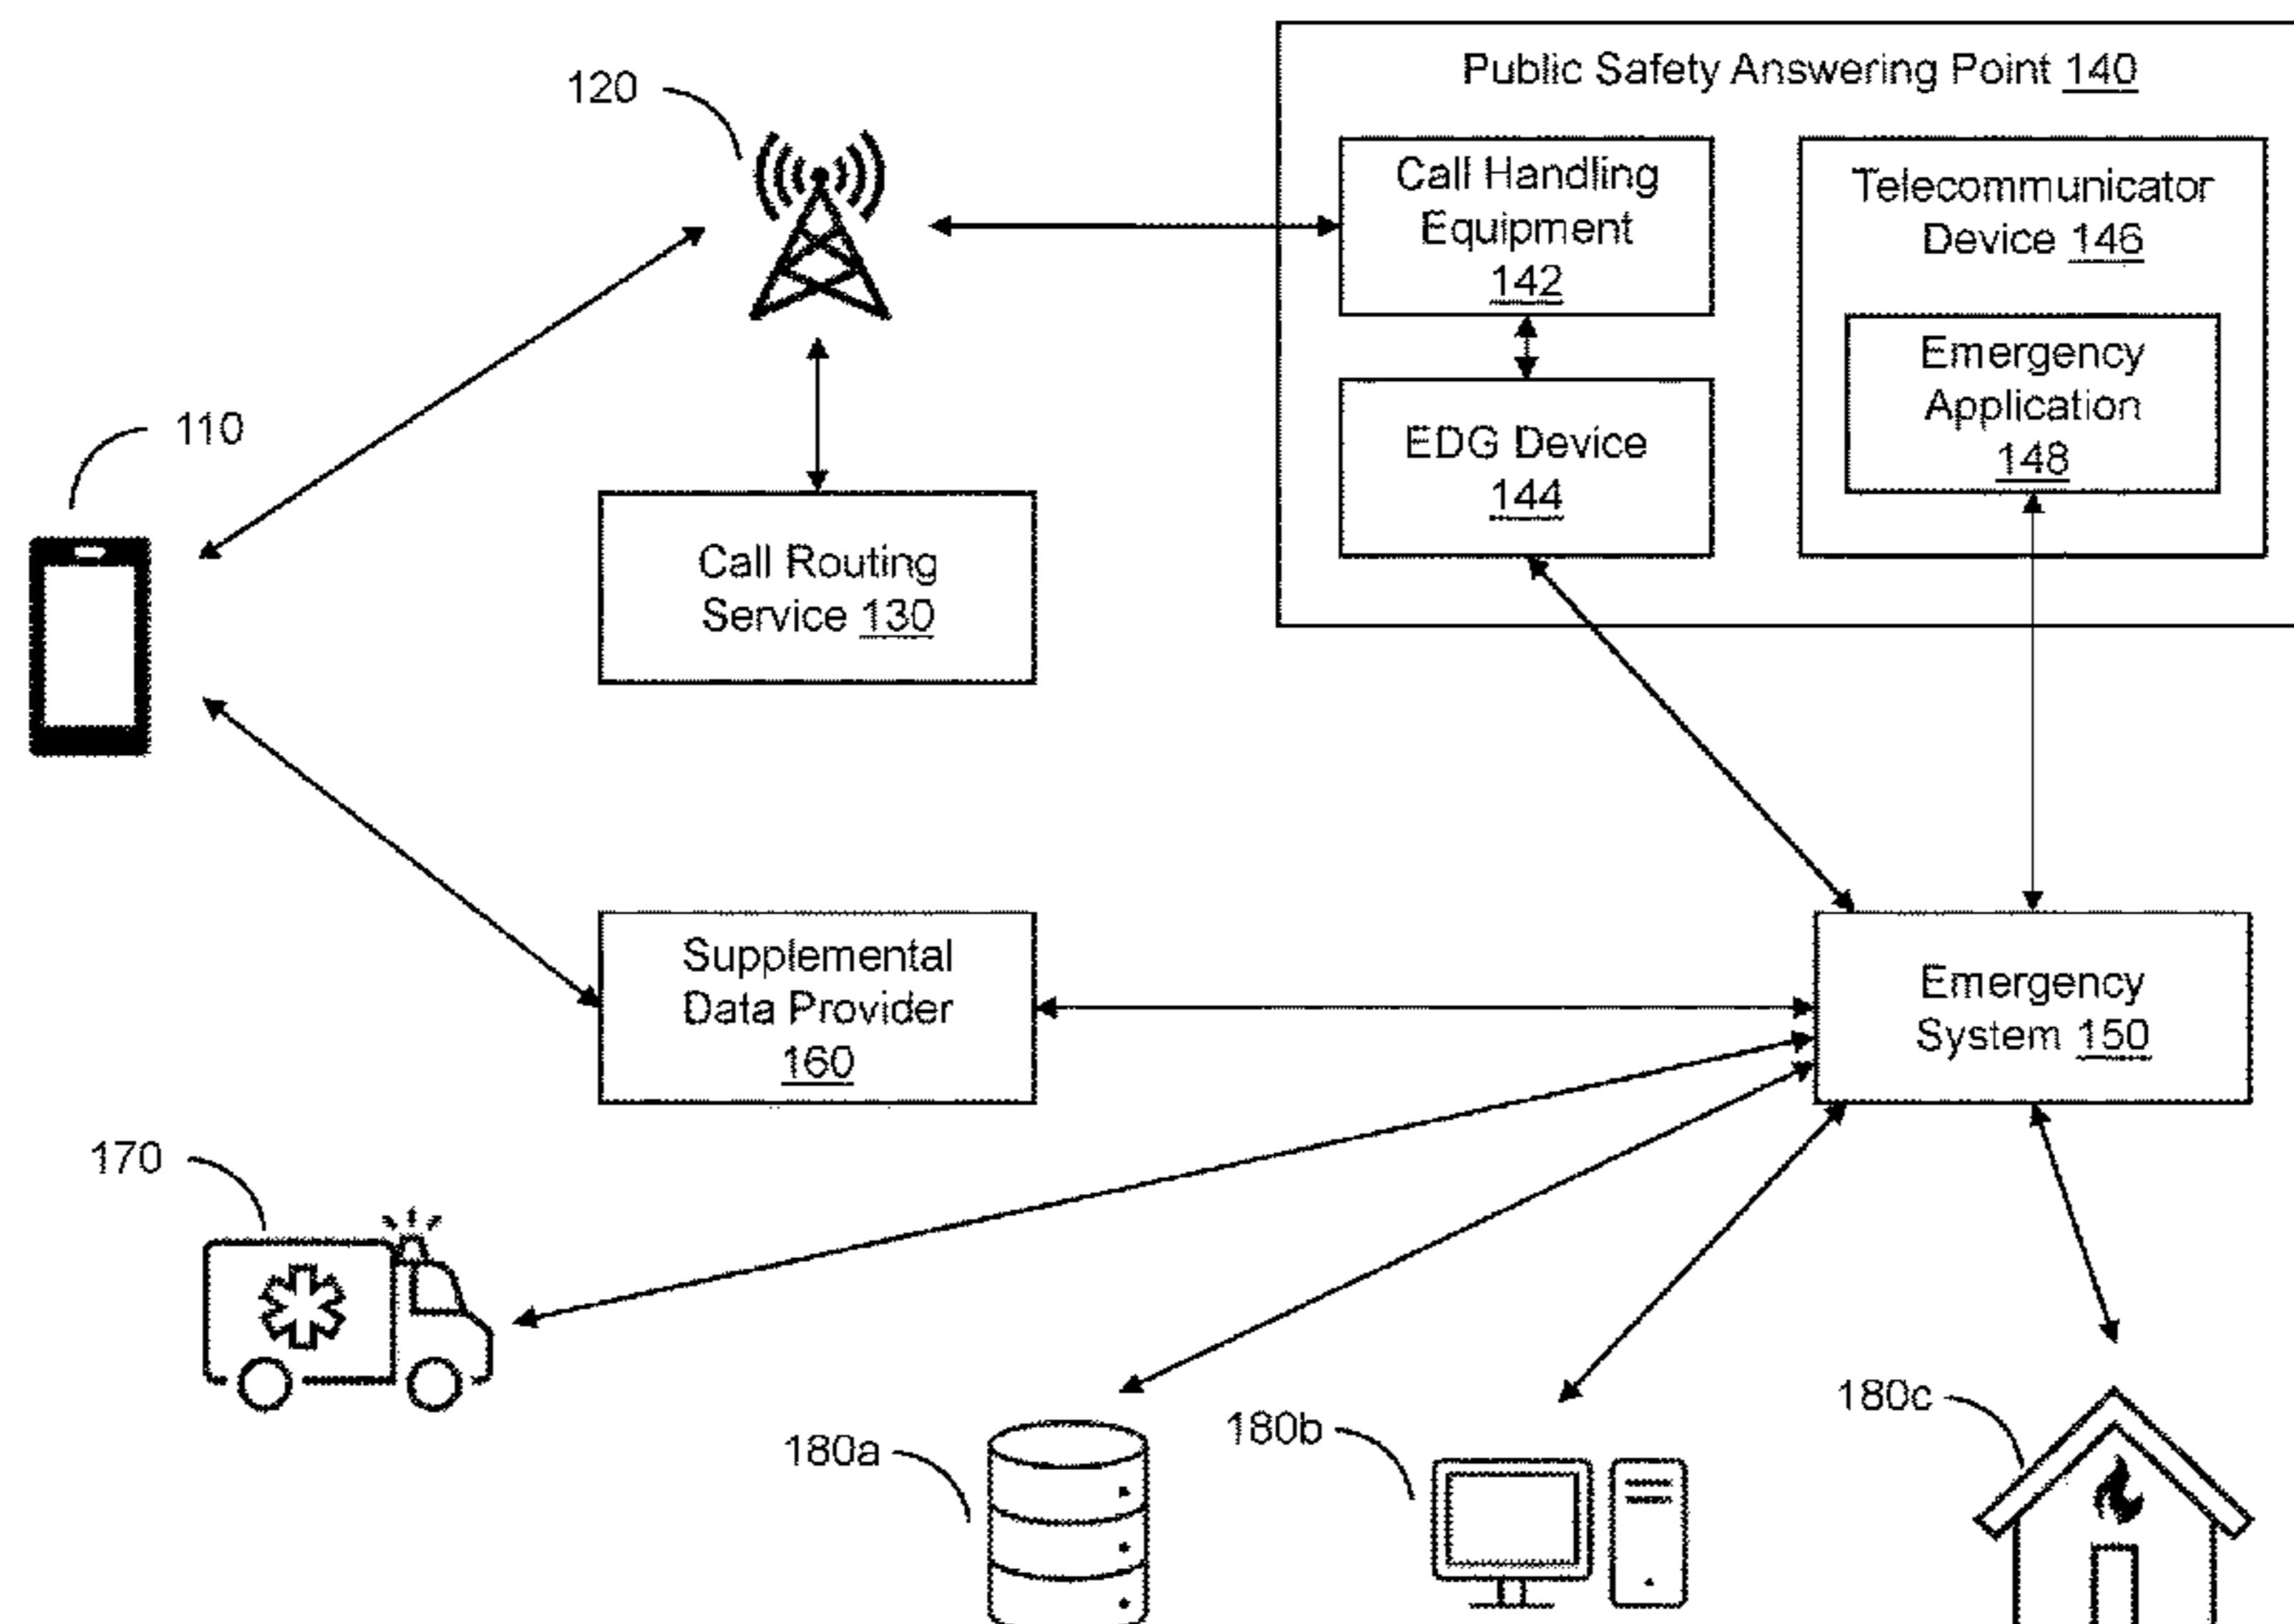 Public Safety Answering Point 140
120
Call Handling
Equipment
142
Telecommunicator
Device 146
Emergency
Application
148
EDG Device
144
110
Call Routing
Service 130
Supplemental
Data Provider
160
Emergency
System 150
170
180a
180b
180c